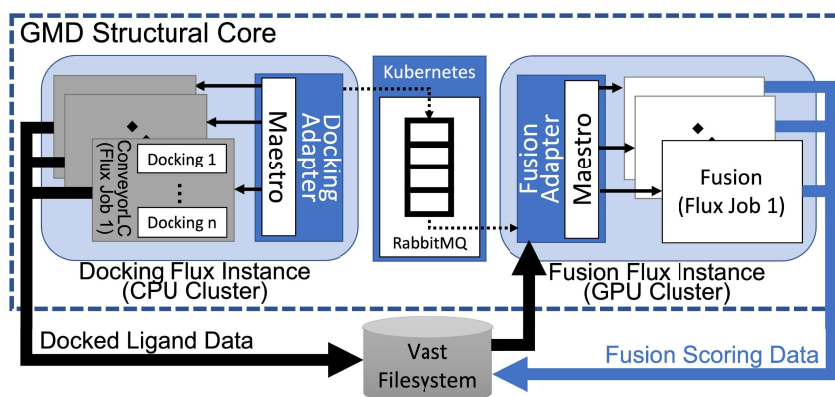 GMD Structural Core
ConveyorLC
(Flux Job 1)
Docking 1
Docking n
Maestro
Docking
Adapter
Docking Flux Instance
(CPU Cluster)
Kubernetes
RabbitMQ
Fusion
Adapter
Maestro
Fusion
(Flux Job 1)
Fusion Flux Instance
(GPU Cluster)
Docked Ligand Data
Vast
Filesystem
Fusion Scoring Data